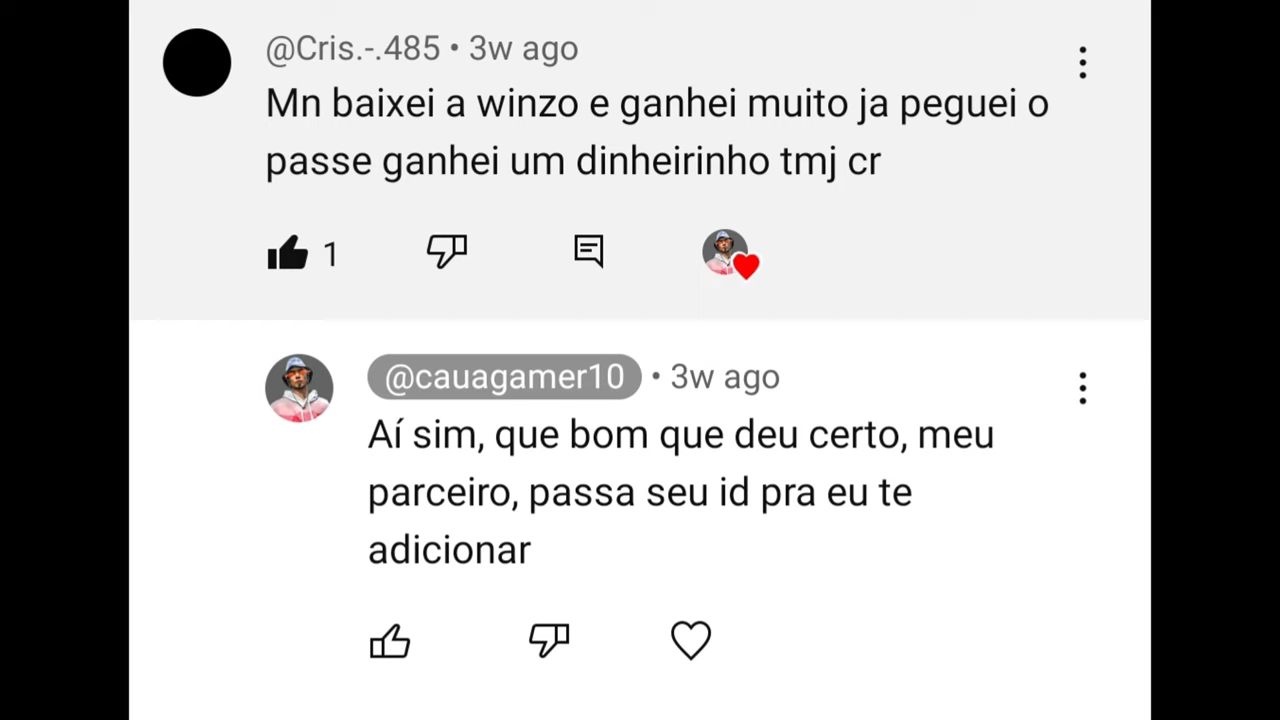 @Cris.-.485 • 3w ago
Mn baixei a winzo e ganhei muito ja peguei o
passe ganhei um dinheirinho tmj cr
1
@cauagamer10 • 3w ago
Aí sim, que bom que deu certo, meu
parceiro, passa seu id pra eu te
adicionar